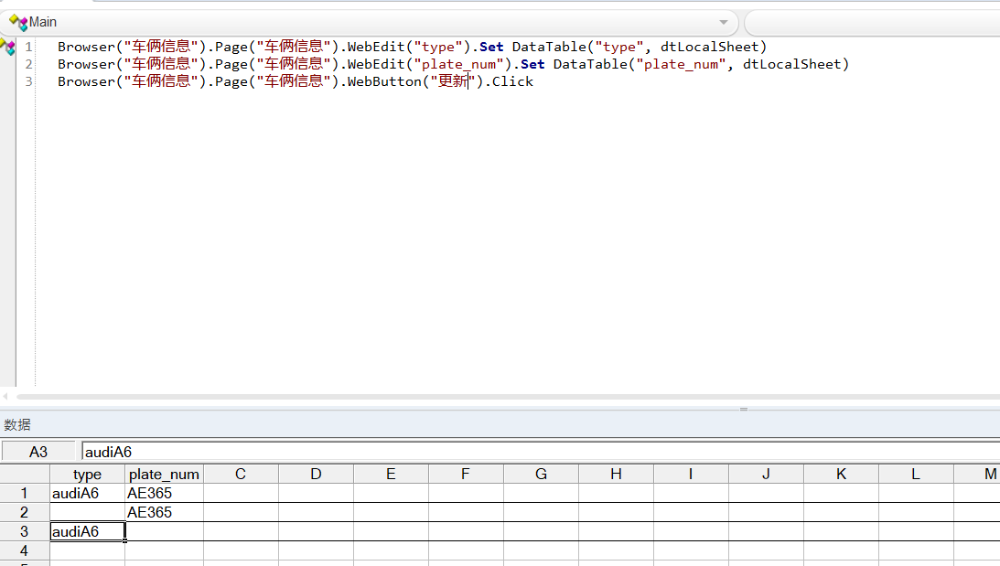 Main
1 Browser("车俩信息").Page("车俩信息").WebEdit("type").Set DataTable("type", dtLocalSheet)
2 Browser("车俩信息").Page("车俩信息").WebEdit("plate_num").Set DataTable("plate_num", dtLocalSheet)
3 Browser("车俩信息").Page("车俩信息").WebButton("更新").Click
数据
A3 audiA6
type plate_num C D E F G H I J K L M
1 audiA6 AE365
2 AE365
3 audiA6
4